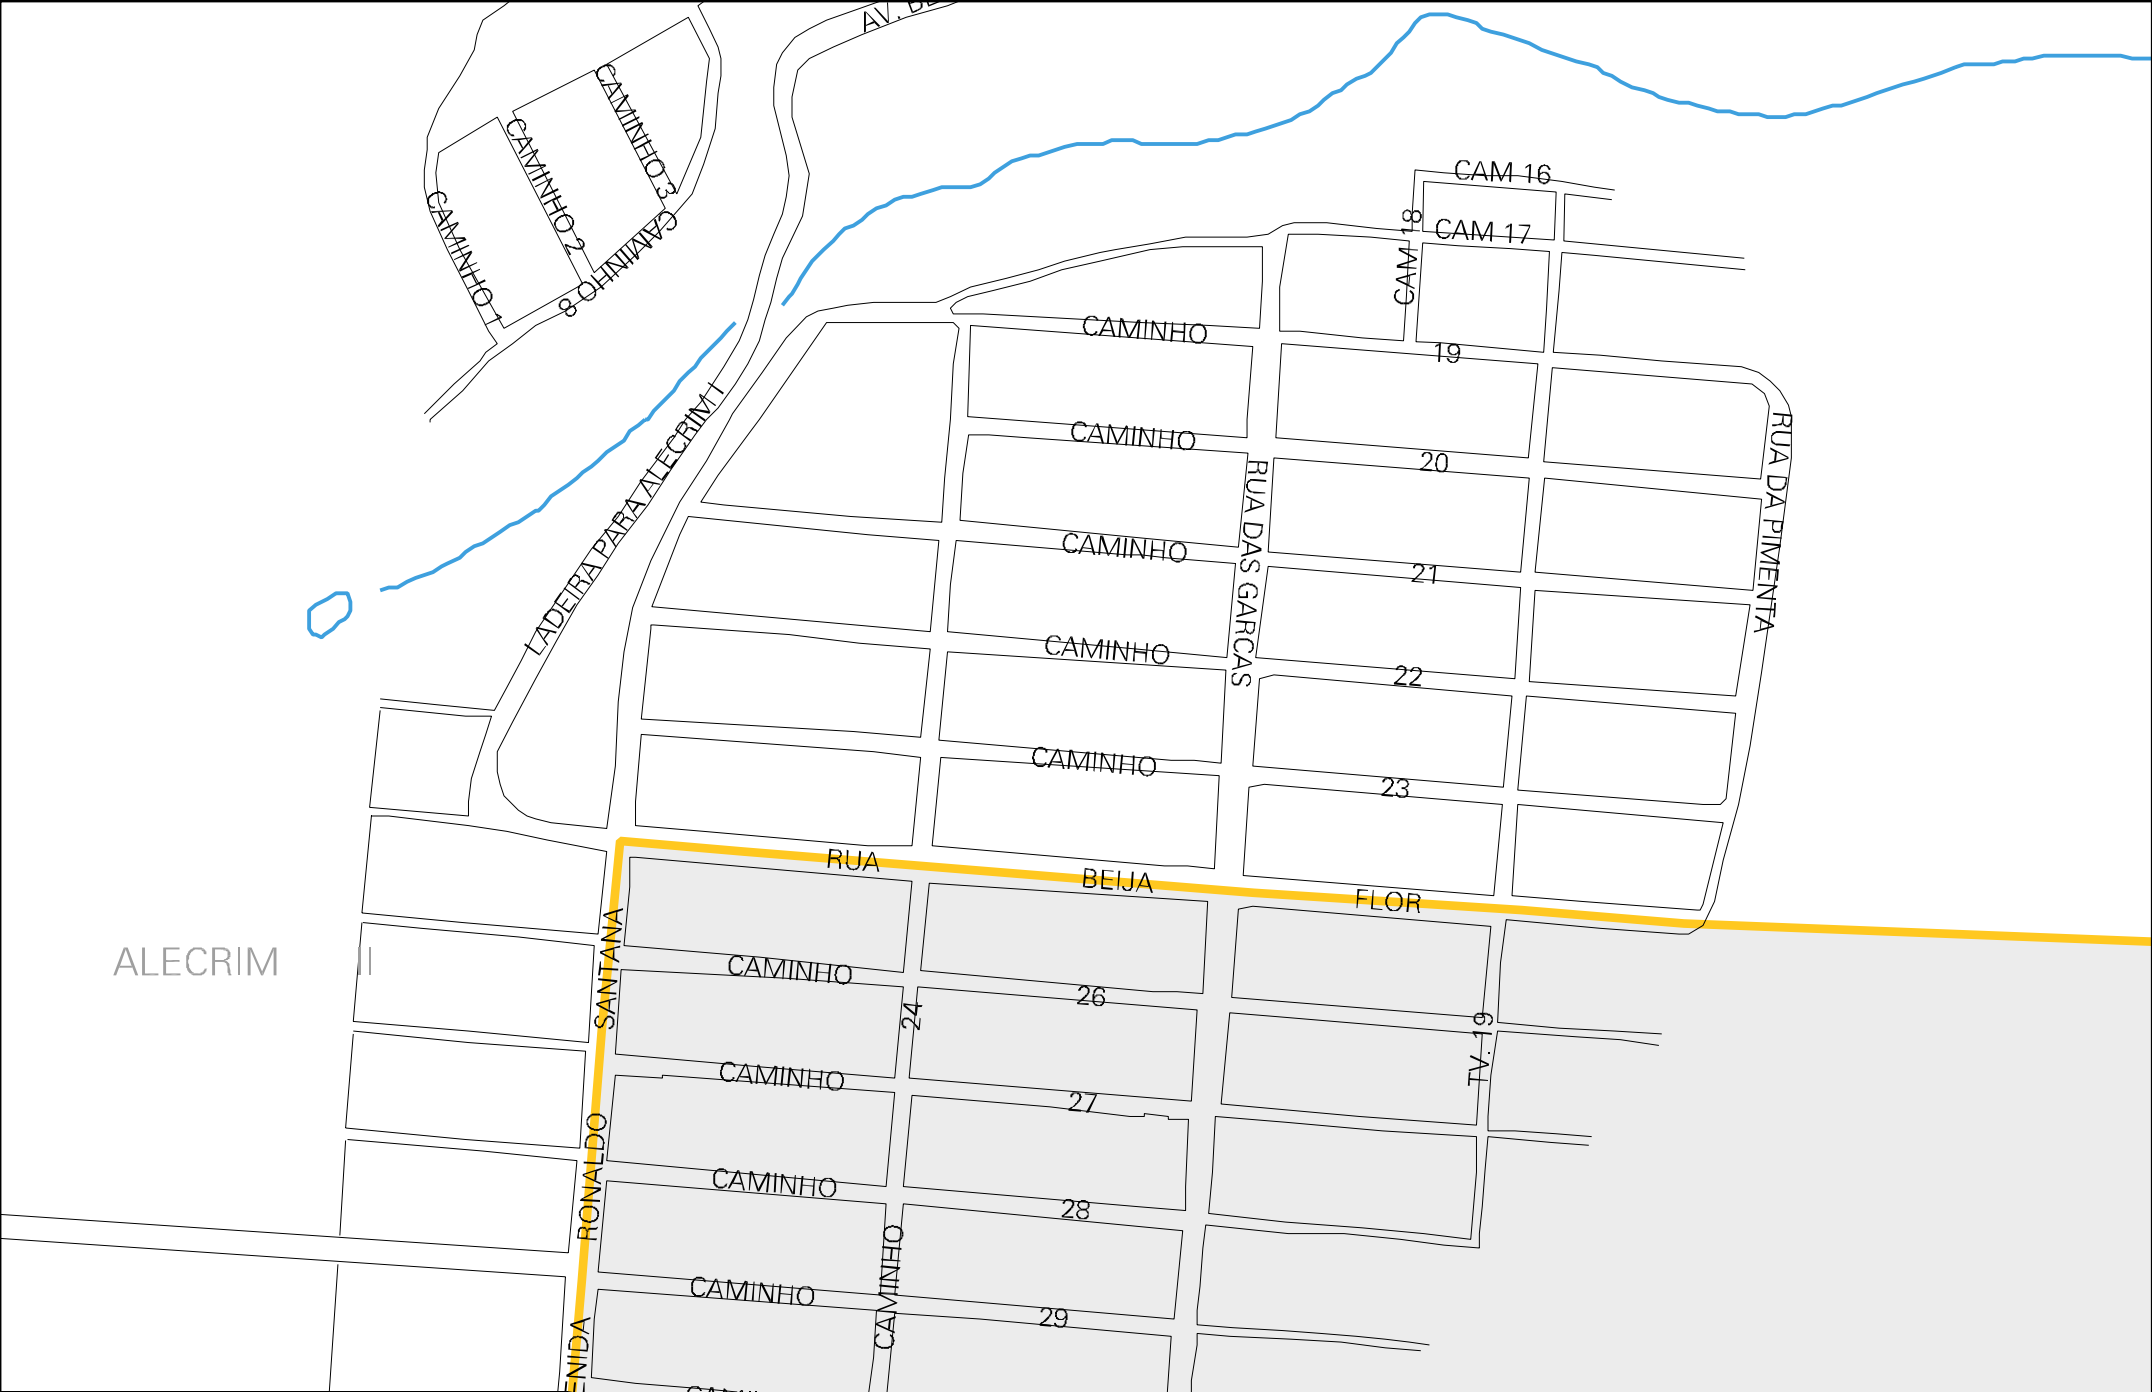 AV.
CAMINHO 3
CAMINHO 2
CAMINHO 1
CAMINHO 8
CAM 16
CAM 17
CAM 18
CAMINHO 19
LADEIRA PARA ALECRIM I
CAMINHO 20
RUA DAS GARCAS
RUA DA PIMENTA
CAMINHO 21
CAMINHO 22
CAMINHO 23
RUA BEIJA FLOR
ALECRIM II
SANTANA
CAMINHO 26
24
TV. 19
CAMINHO 27
RONALDO
CAMINHO 28
CAMINHO
CAMINHO 29
ENIDA